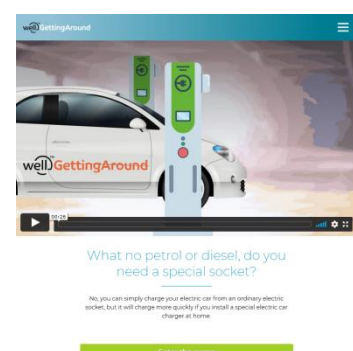 well GettingAround
well GettingAround
00:26
What no petrol or diesel, do you
need a special socket?
No, you can simply charge your electric car from an ordinary electric
socket, but it will charge more quickly if you install a special electric car
charger at home